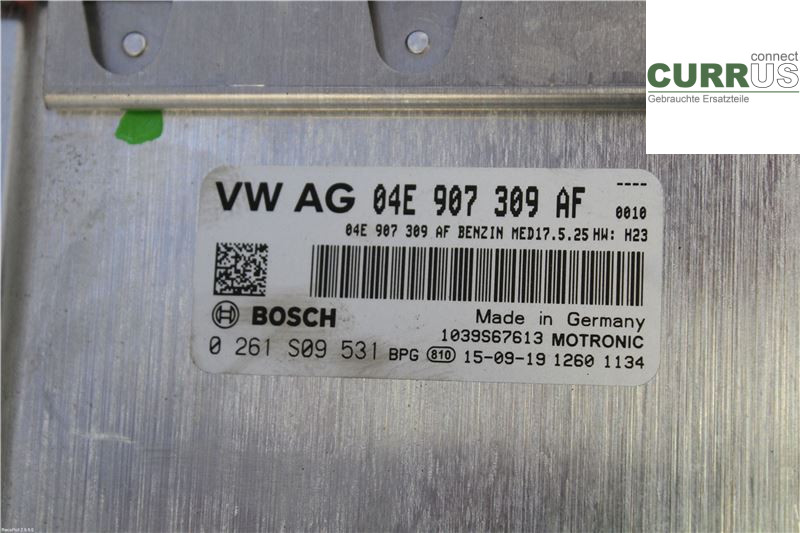 connect
CURRUS
Gebrauchte Ersatzteile
VW AG 04E 907 309 AF ----
0010
04E 907 309 AF BENZIN MED17.5.25 HW: H23
BOSCH
Made in Germany
1039S67613 MOTRONIC
0 261 S09 531 BPG 810 15-09-19 1260 1134